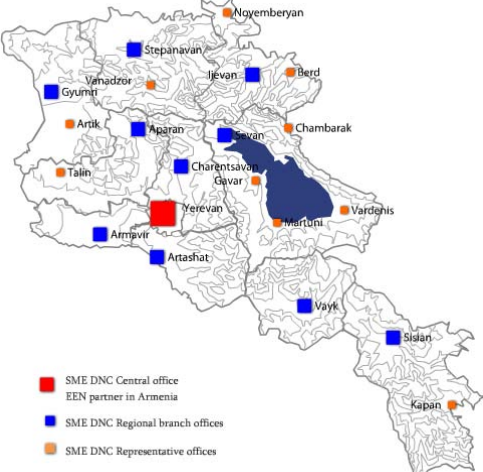 Novemberyan
Stepanavan
Ijevan
Berd
Vanadzor
Gyumri
Artik
Aparan
Sevan
Chambarak
Charentsavan
Talin
Gavar
Yerevan
Vardenis
Martuni
Armavir
Artashat
Vayk
Sisian
Kapan
SME DNC Central office
EEN partner in Armenia
SME DNC Regional branch offices
SME DNC Representative offices